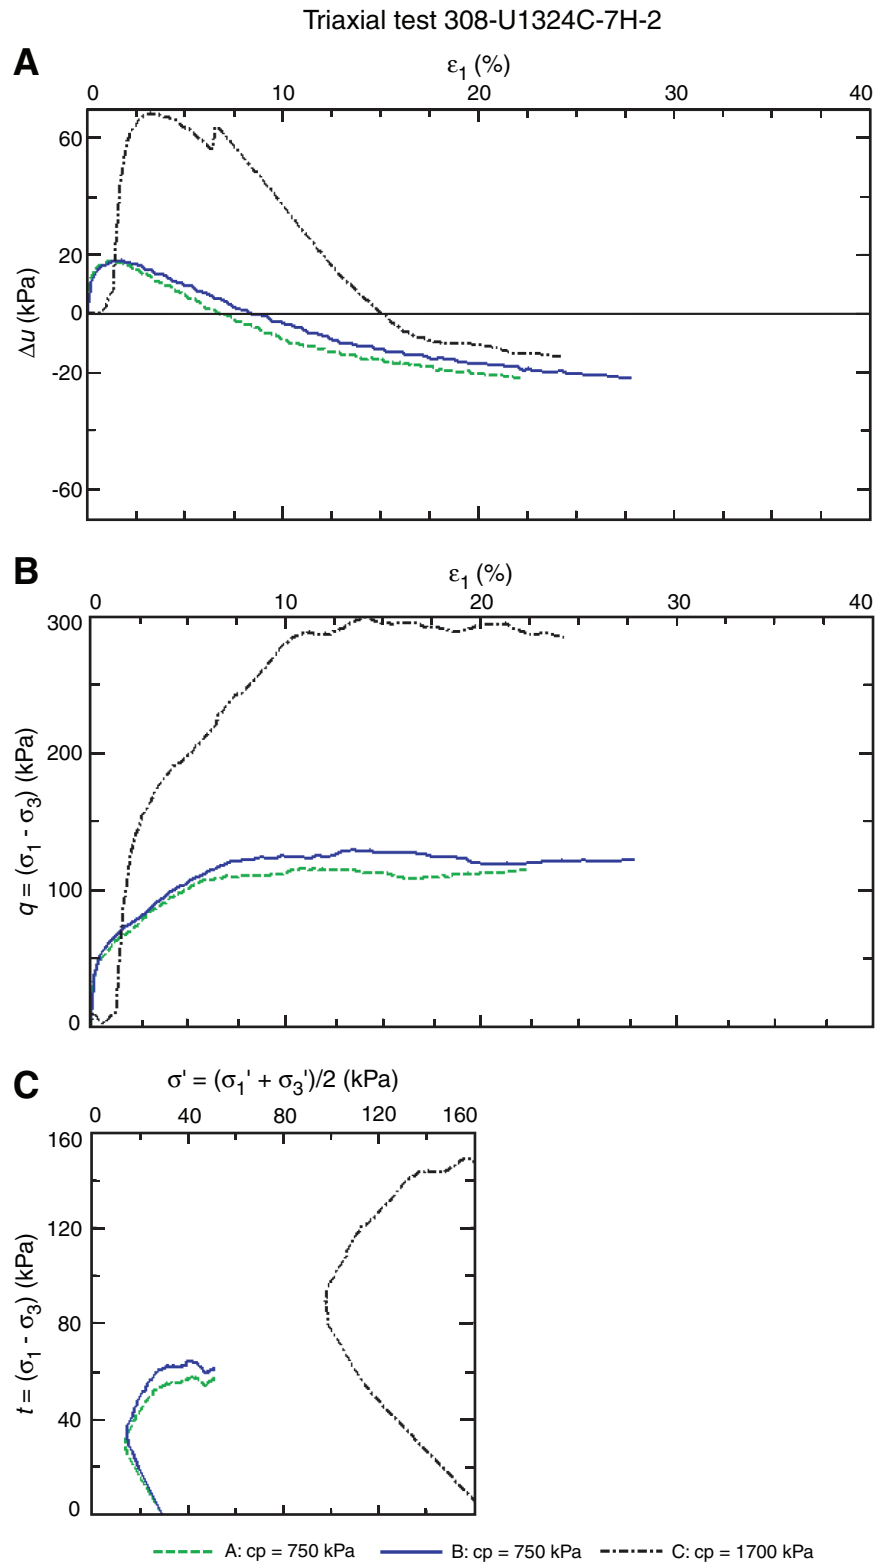 Triaxial test 308-U1324C-7H-2
A
ε1 (%)
0 10 20 30 40
60
20
0
-20
-60
Δu (kPa)
B
ε1 (%)
0 10 20 30 40
300
200
100
0
q = (σ1 - σ3) (kPa)
C
σ' = (σ1' + σ3')/2 (kPa)
0 40 80 120 160
160
120
80
40
0
t = (σ1 - σ3) (kPa)
A: cp = 750 kPa B: cp = 750 kPa C: cp = 1700 kPa